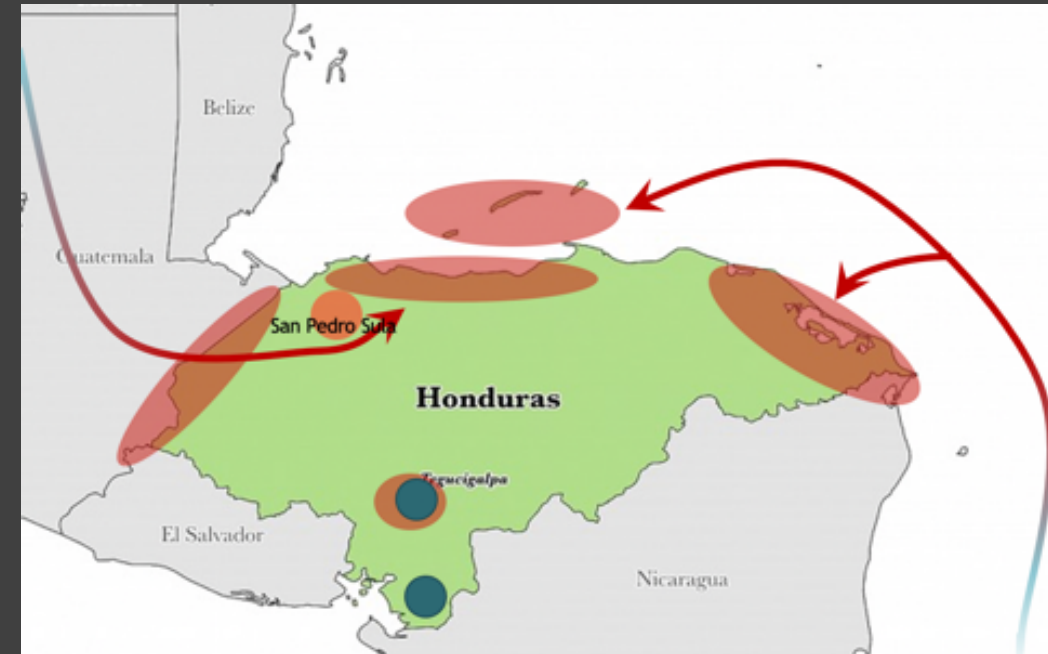 Belize
Guatemala
San Pedro Sula
Honduras
Tegucigalpa
El Salvador
Nicaragua